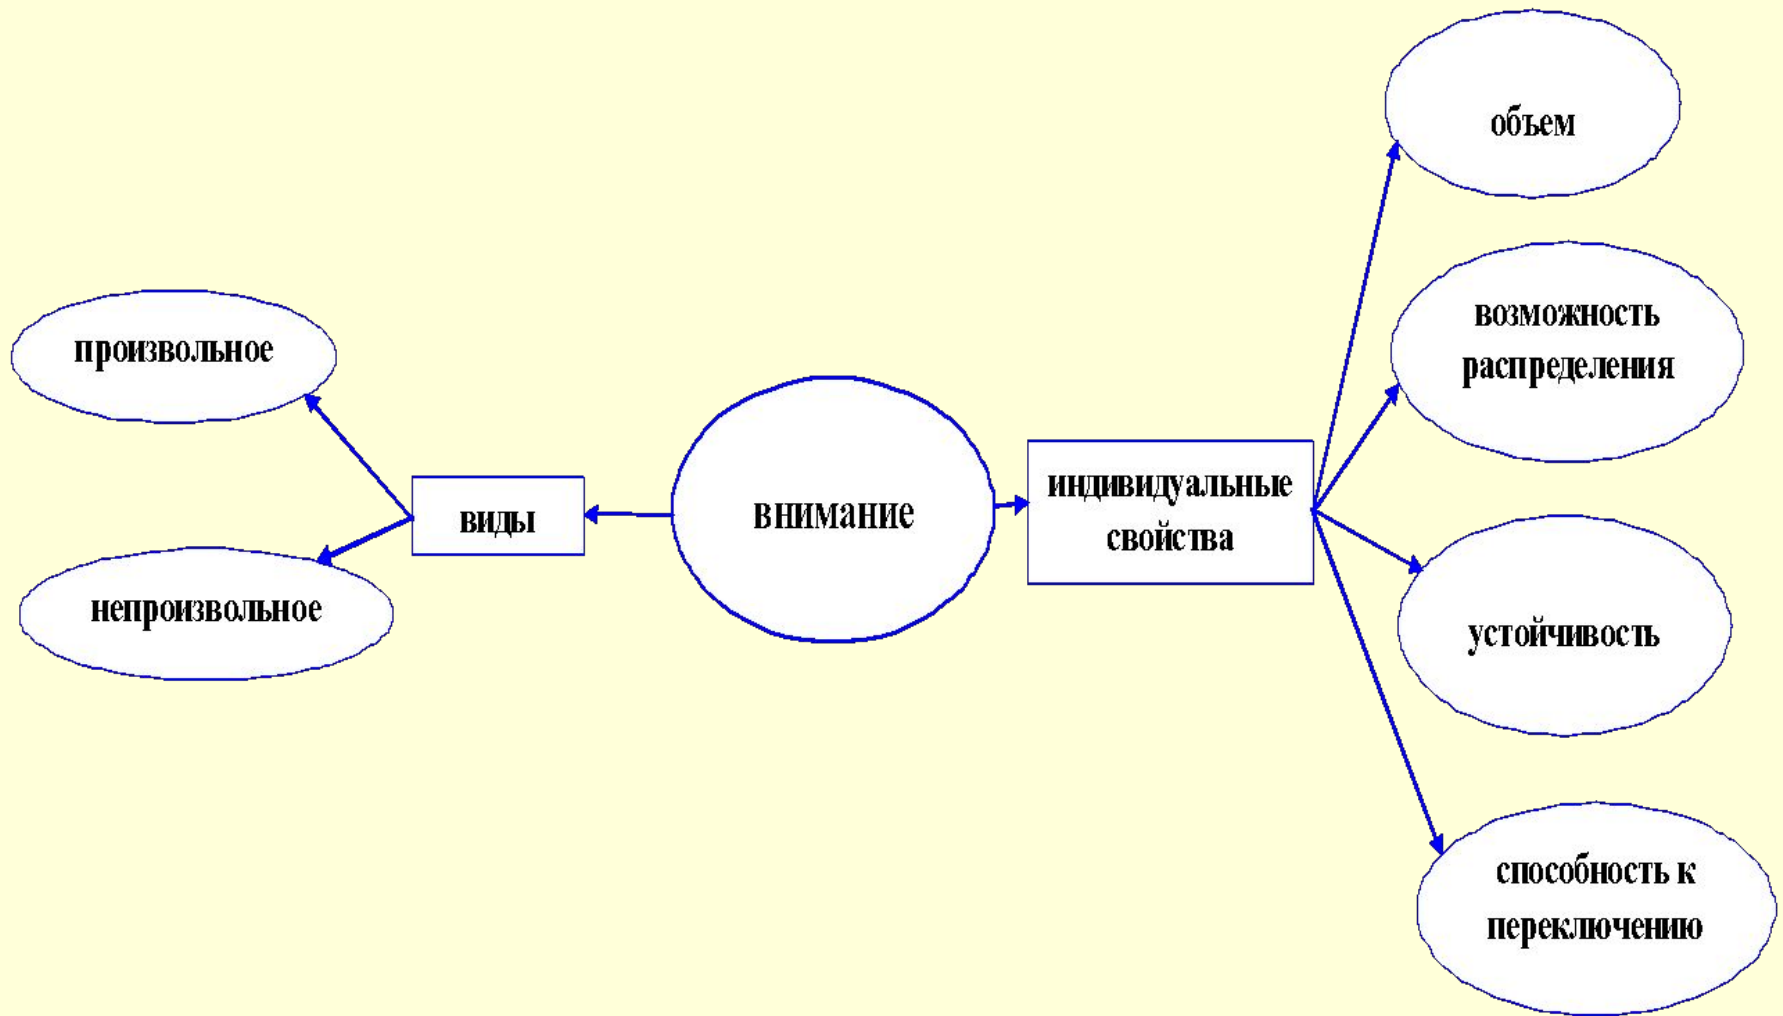 произвольное
непроизвольное
виды
внимание
индивидуальные
свойства
объем
возможность
распределения
устойчивость
способность к
переключению